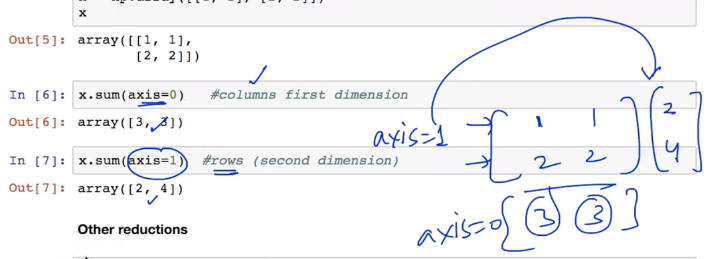 x
Out[5]: array([[1, 1],
[2, 2]])
In [6]: x.sum(axis=0) #columns first dimension
Out[6]: array([3, 3])
In [7]: x.sum(axis=1) #rows (second dimension)
Out[7]: array([2, 4])
Other reductions
axis=1
1 1
2 2
2
4
axis=0 [3 3]